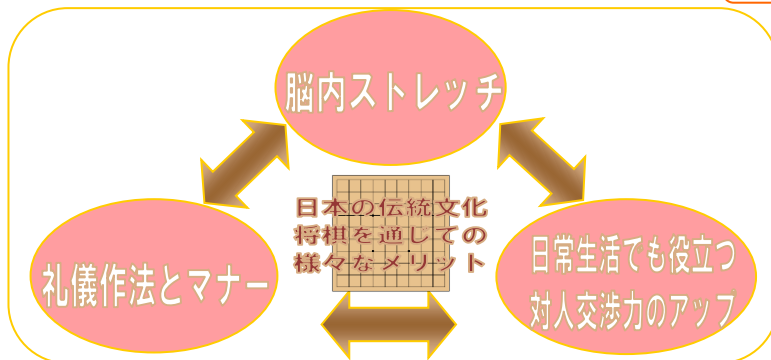 脳内ストレッチ
日本の伝統文化
将棋を通じての
様々なメリット
礼儀作法とマナー
日常生活ても役立つ
対人交渉力のアップ